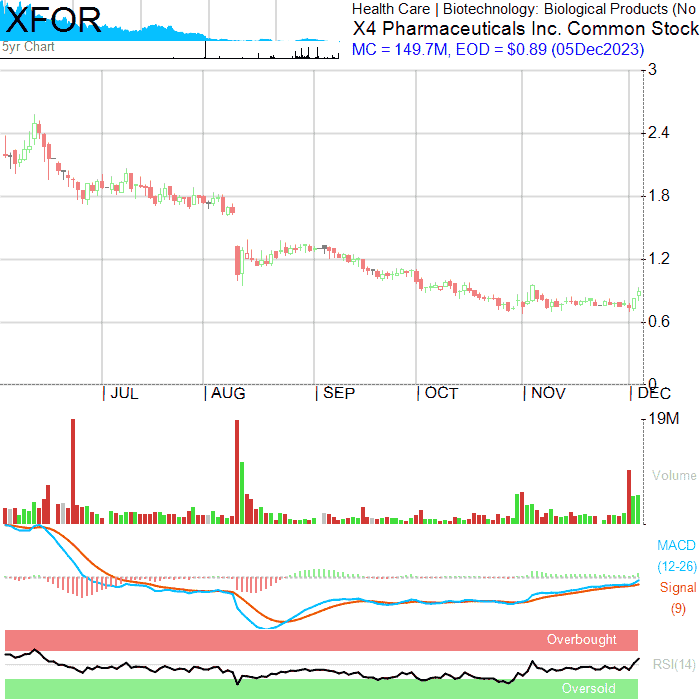 XFOR
5yr Chart
Health Care | Biotechnology: Biological Products (No
X4 Pharmaceuticals Inc. Common Stock
MC = 149.7M, EOD = $0.89 (05Dec2023)
3
2.4
1.8
1.2
0.6
0
JUL
AUG
SEP
OCT
NOV
DEC
19M
Volume
MACD
(12-26)
Signal
(9)
Overbought
RSI(14)
Oversold